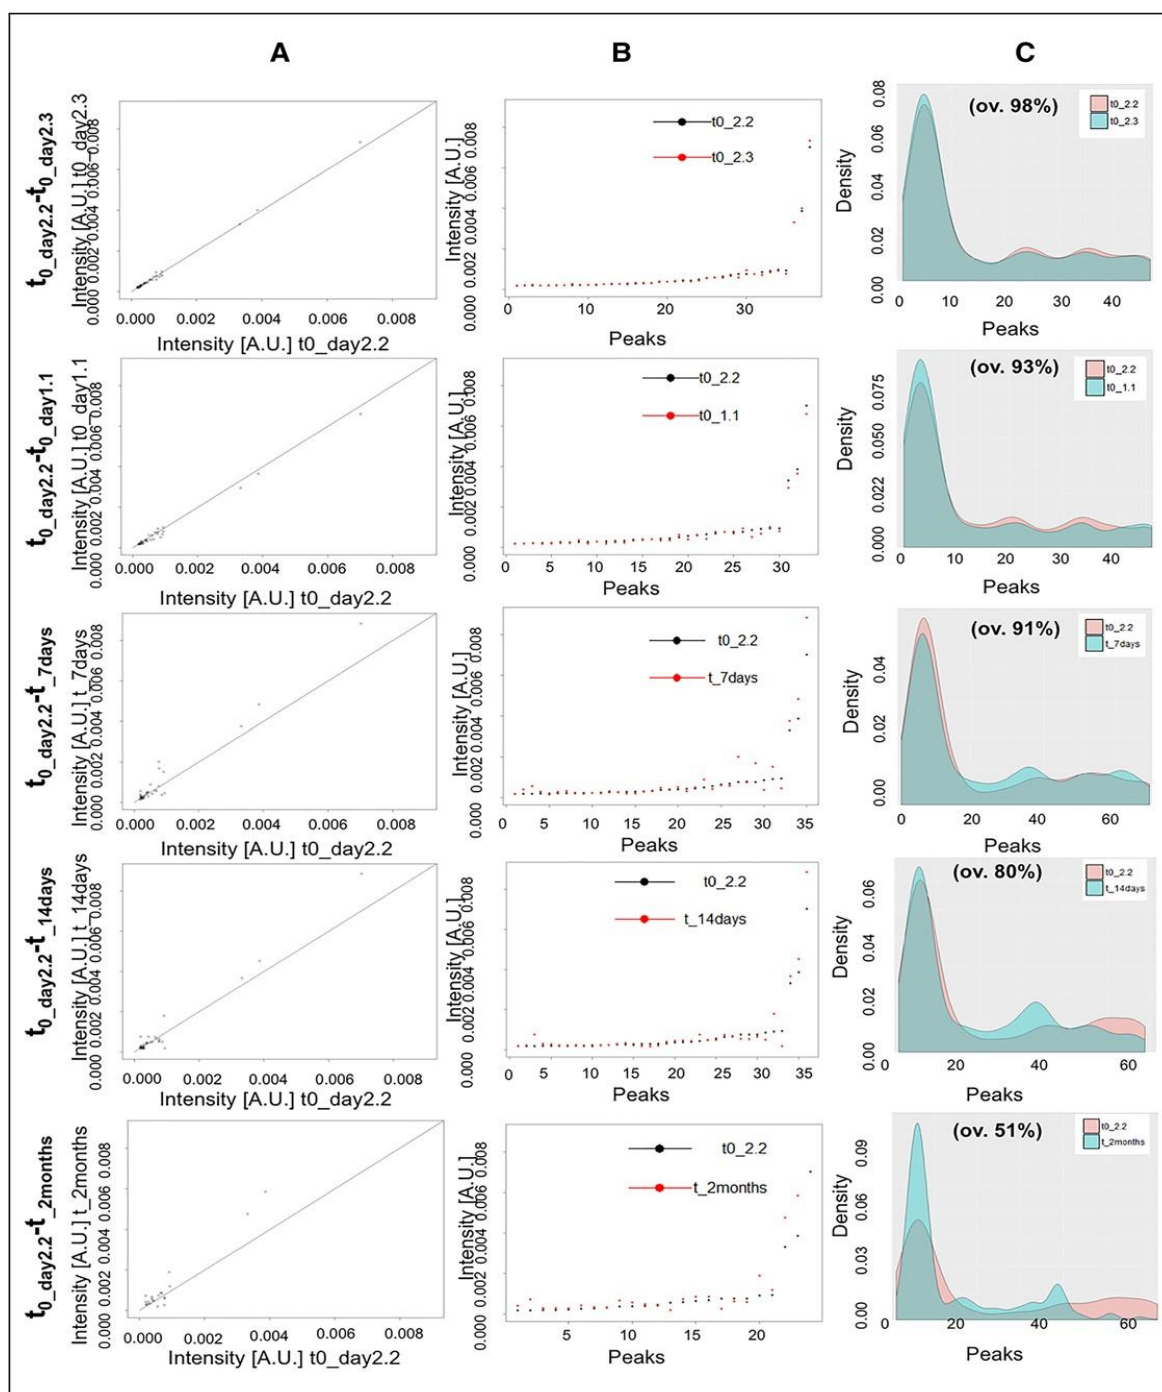 A
B
C
t0_day2.2-t0_day2.3
Intensity [A.U.] t0_day2.3
0.000 0.002 0.004 0.006 0.008
0.000 0.002 0.004 0.006 0.008
Intensity [A.U.] t0_day2.2
Intensity [A.U.]
0.000 0.002 0.004 0.006 0.008
t0_2.2
t0_2.3
0 10 20 30
Peaks
Density
0.00 0.02 0.04 0.06 0.08
(ov. 98%)
t0_2.2
t0_2.3
0 10 20 30 40
Peaks
t0_day2.2-t0_day1.1
Intensity [A.U.] t0_day1.1
0.000 0.002 0.004 0.006 0.008
0.000 0.002 0.004 0.006 0.008
Intensity [A.U.] t0_day2.2
Intensity [A.U.]
0.000 0.002 0.004 0.006 0.008
t0_2.2
t0_1.1
0 5 10 15 20 25 30
Peaks
Density
0.000 0.022 0.050 0.075
(ov. 93%)
t0_2.2
t0_1.1
0 10 20 30 40
Peaks
t0_day2.2-t_7days
Intensity [A.U.] t_7days
0.000 0.002 0.004 0.006 0.008
0.000 0.002 0.004 0.006 0.008
Intensity [A.U.] t0_day2.2
Intensity [A.U.]
0.000 0.002 0.004 0.006 0.008
t0_2.2
t_7days
0 5 10 15 20 25 30 35
Peaks
Density
0.00 0.02 0.04
(ov. 91%)
t0_2.2
t_7days
0 20 40 60
Peaks
t0_day2.2-t_14days
Intensity [A.U.] t_14days
0.000 0.002 0.004 0.006 0.008
0.000 0.002 0.004 0.006 0.008
Intensity [A.U.] t0_day2.2
Intensity [A.U.]
0.000 0.002 0.004 0.006 0.008
t0_2.2
t_14days
0 5 10 15 20 25 30 35
Peaks
Density
0.00 0.02 0.04 0.06
(ov. 80%)
t0_2.2
t_14days
0 20 40 60
Peaks
t0_day2.2-t_2months
Intensity [A.U.] t_2months
0.000 0.002 0.004 0.006 0.008
0.000 0.002 0.004 0.006 0.008
Intensity [A.U.] t0_day2.2
Intensity [A.U.]
0.000 0.002 0.004 0.006 0.008
t0_2.2
t_2months
5 10 15 20
Peaks
Density
0.00 0.03 0.06 0.09
(ov. 51%)
t0_2.2
t_2months
0 20 40 60
Peaks